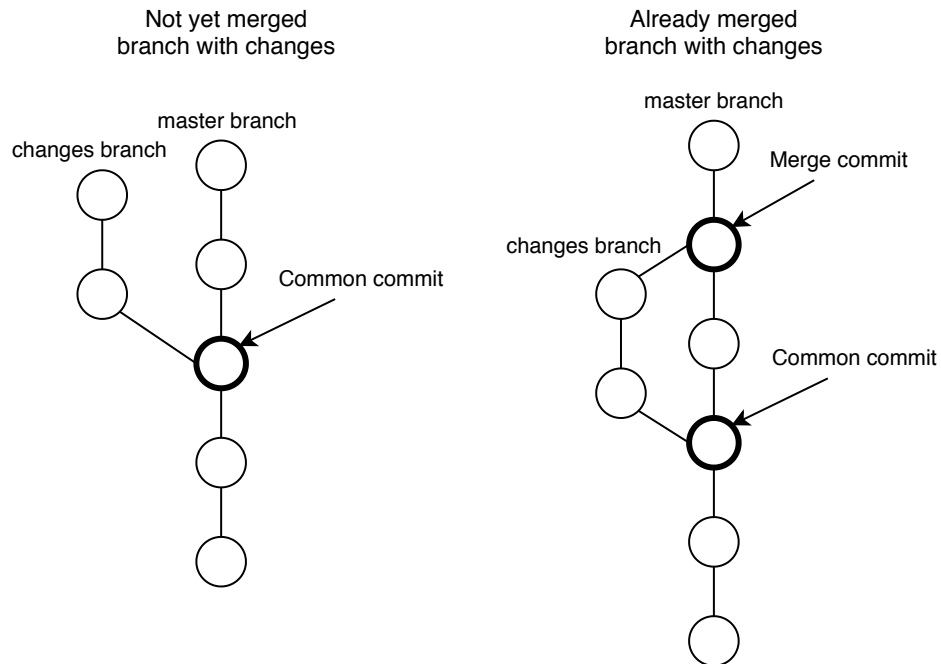 Not yet merged
branch with changes
master branch
changes branch
Common commit
Already merged
branch with changes
master branch
Merge commit
changes branch
Common commit